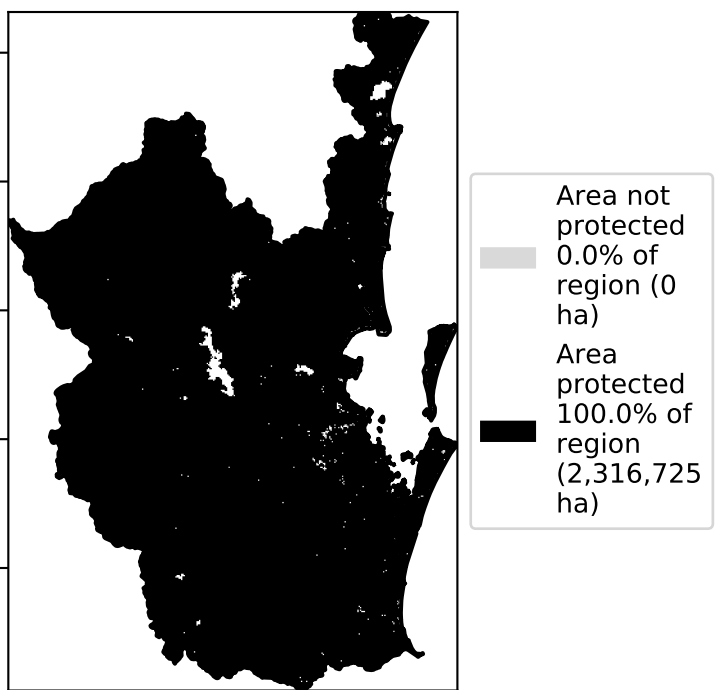 Area not
protected
0.0% of
region (0
ha)
Area
protected
100.0% of
region
(2,316,725
ha)